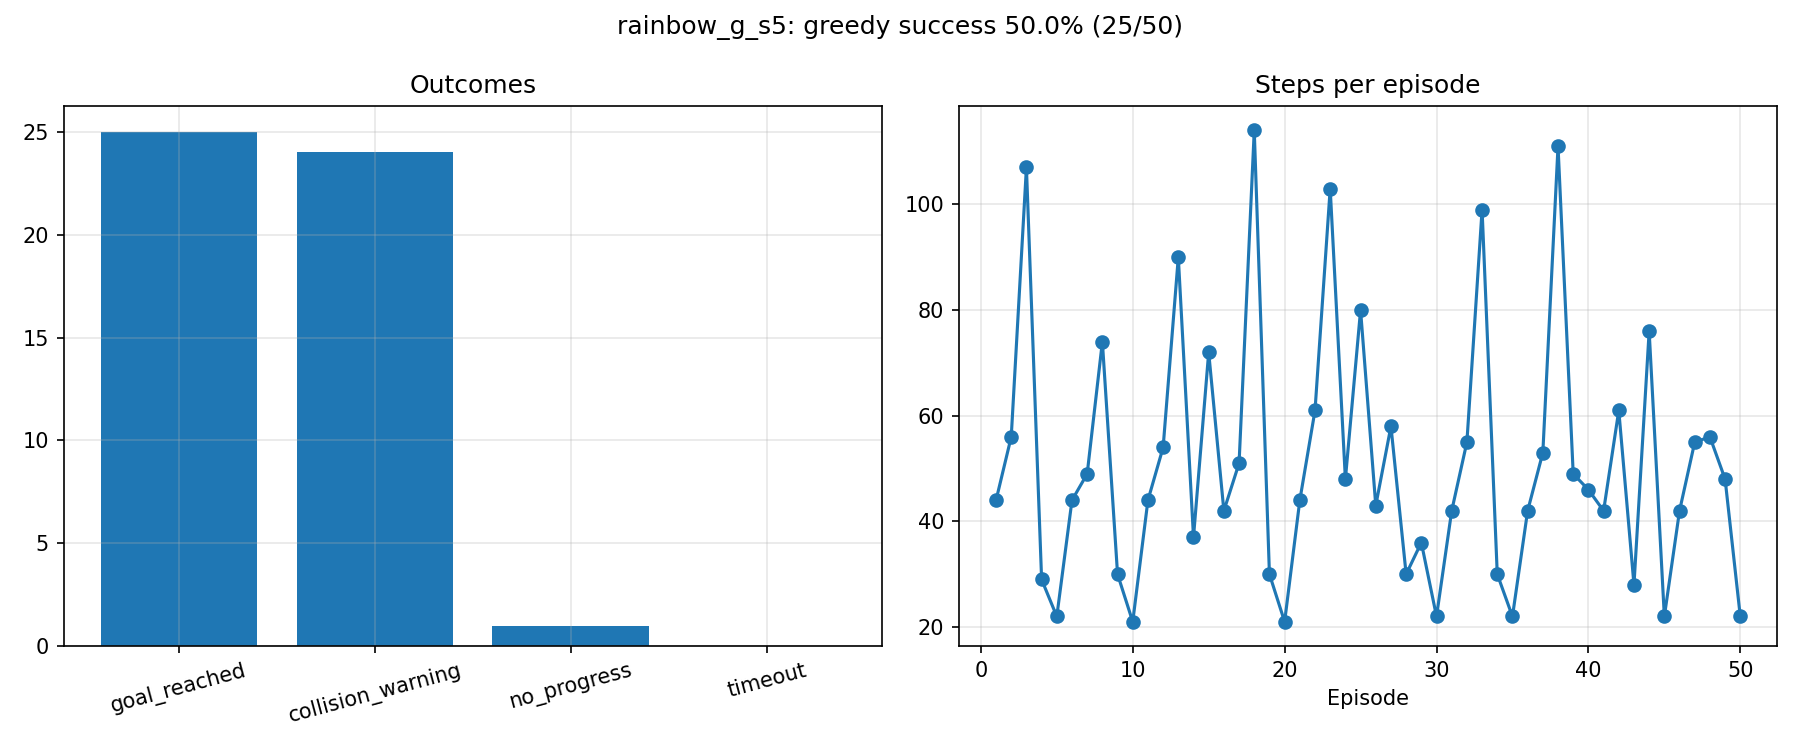 rainbow_g_s5: greedy success 50.0% (25/50)
Outcomes
25
20
15
10
5
0
goal_reached
collision_warning
no_progress
timeout
Steps per episode
100
80
60
40
20
0
10
20
30
40
50
Episode